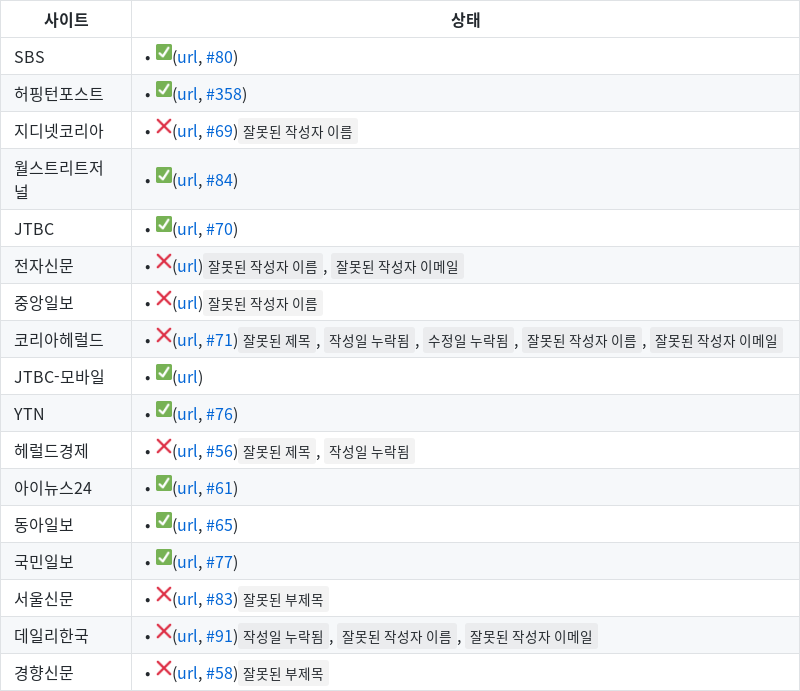 사이트 상태
SBS • ✅(url, #80)
허핑턴포스트 • ✅(url, #358)
지디넷코리아 • ❌(url, #69) 잘못된 작성자 이름
월스트리트저
널 • ✅(url, #84)
JTBC • ✅(url, #70)
전자신문 • ❌(url) 잘못된 작성자 이름 , 잘못된 작성자 이메일
중앙일보 • ❌(url) 잘못된 작성자 이름
코리아헤럴드 • ❌(url, #71) 잘못된 제목 , 작성일 누락됨 , 수정일 누락됨 , 잘못된 작성자 이름 , 잘못된 작성자 이메일
JTBC-모바일 • ✅(url)
YTN • ✅(url, #76)
헤럴드경제 • ❌(url, #56) 잘못된 제목 , 작성일 누락됨
아이뉴스24 • ✅(url, #61)
동아일보 • ✅(url, #65)
국민일보 • ✅(url, #77)
서울신문 • ❌(url, #83) 잘못된 부제목
데일리한국 • ❌(url, #91) 작성일 누락됨 , 잘못된 작성자 이름 , 잘못된 작성자 이메일
경향신문 • ❌(url, #58) 잘못된 부제목